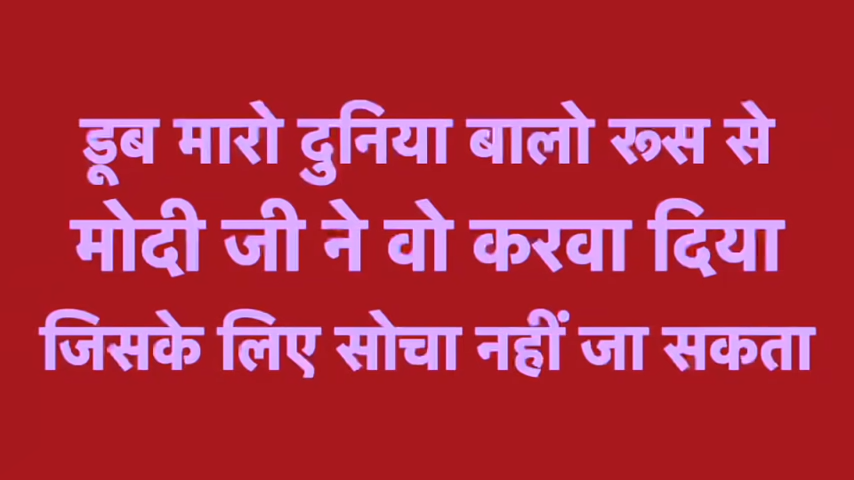 डूब मारो दुनिया बालो रूस से
मोदी जी ने वो करवा दिया
जिसके लिए सोचा नहीं जा सकता